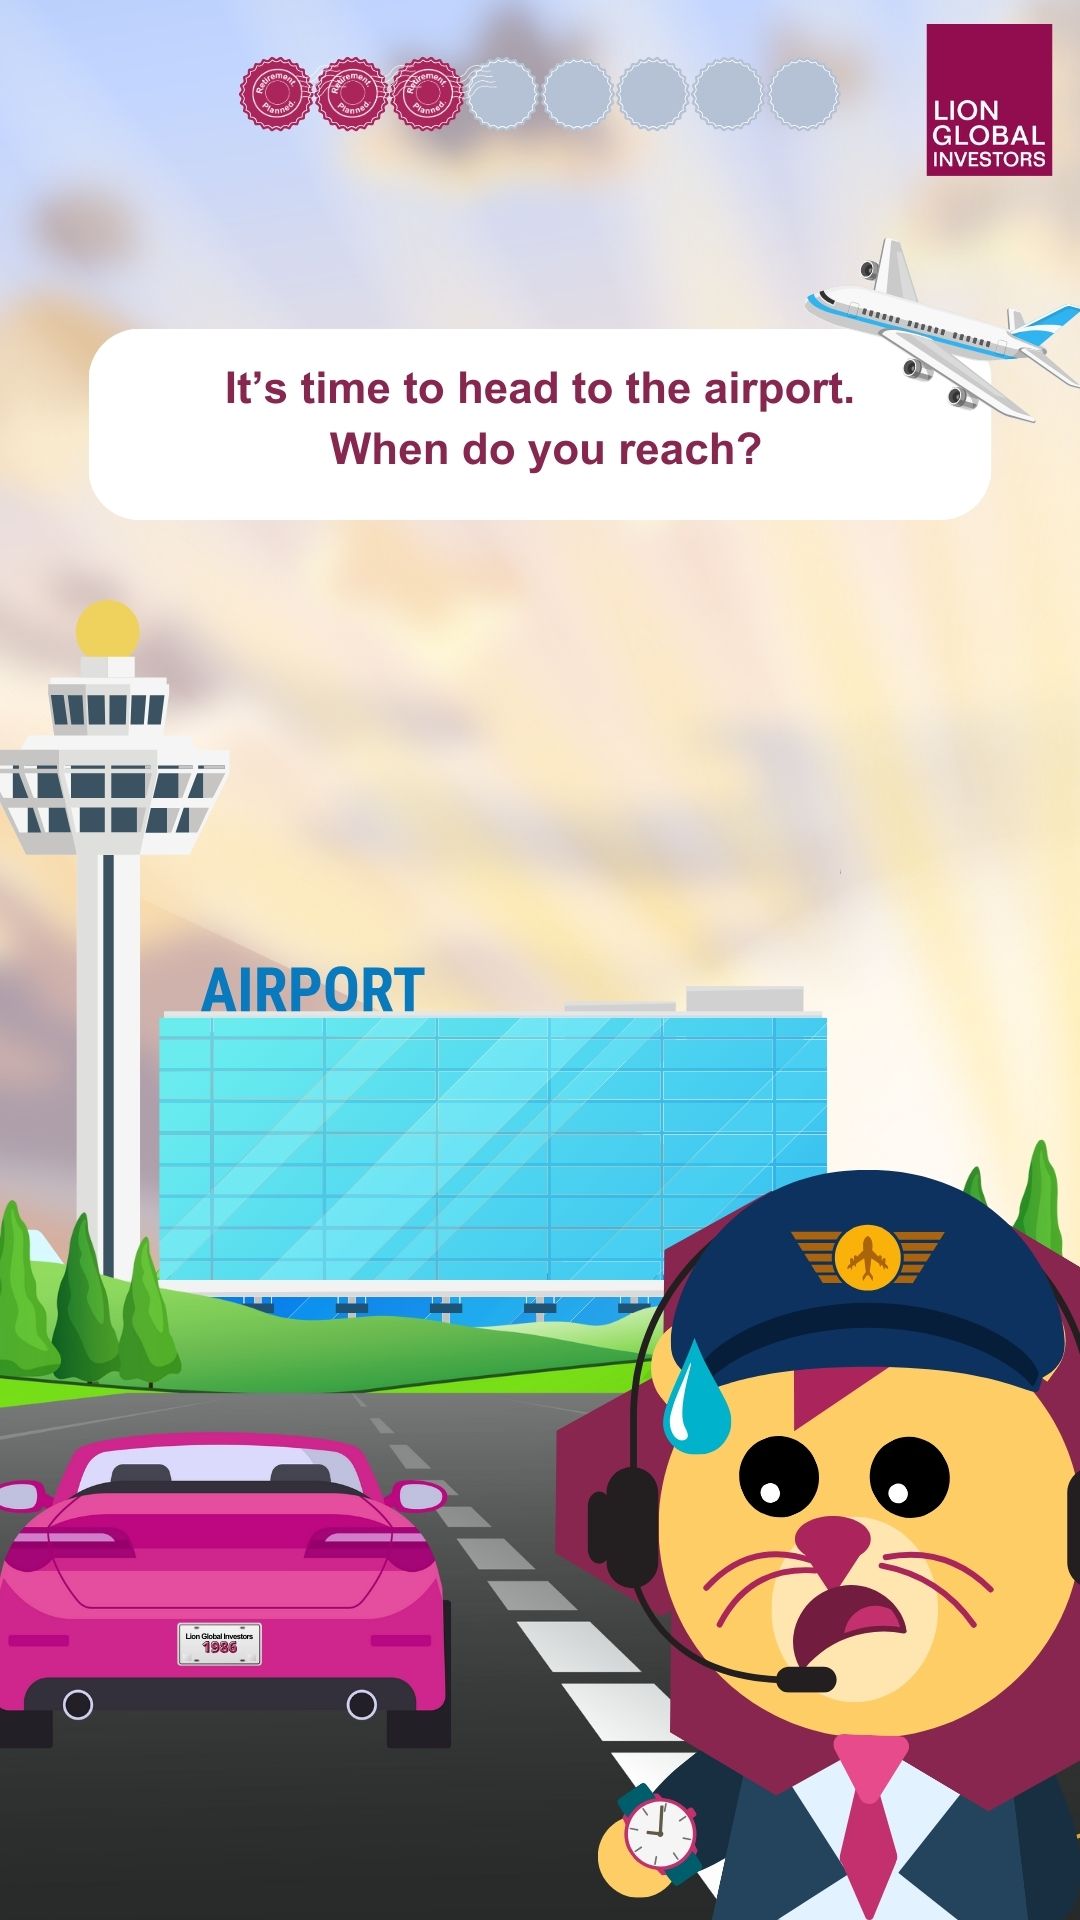 Retirement
Planned.
Retirement
Planned.
Retirement
Planned.
LION
GLOBAL
INVESTORS
It’s time to head to the airport.
When do you reach?
AIRPORT
Lion Global Investors
1986